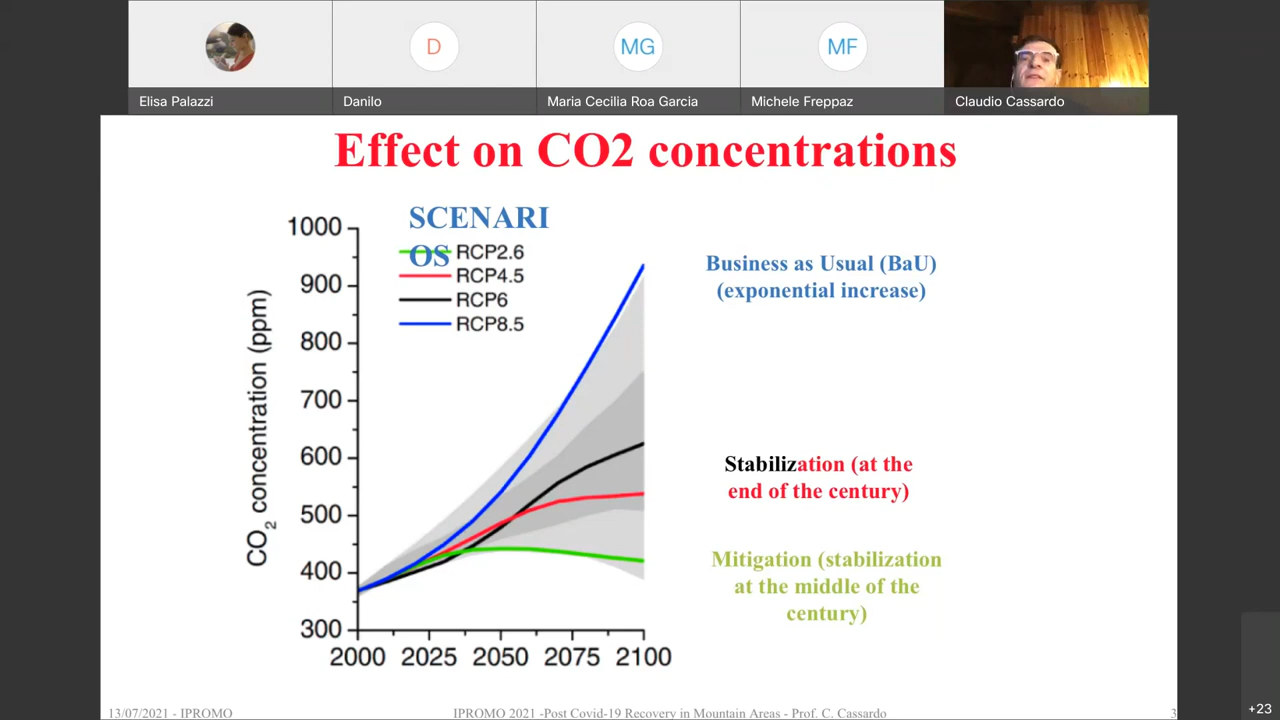 D
MG
MF
Elisa Palazzi
Danilo
Maria Cecilia Roa Garcia
Michele Freppaz
Claudio Cassardo
Effect on CO2 concentrations
SCENARI
OS
RCP2.6
RCP4.5
RCP6
RCP8.5
CO2 concentration (ppm)
1000
900
800
700
600
500
400
300
2000 2025 2050 2075 2100
Business as Usual (BaU)
(exponential increase)
Stabilization (at the
end of the century)
Mitigation (stabilization
at the middle of the
century)
13/07/2021 - IPROMO
IPROMO 2021 -Post Covid-19 Recovery in Mountain Areas - Prof. C. Cassardo
3
+23